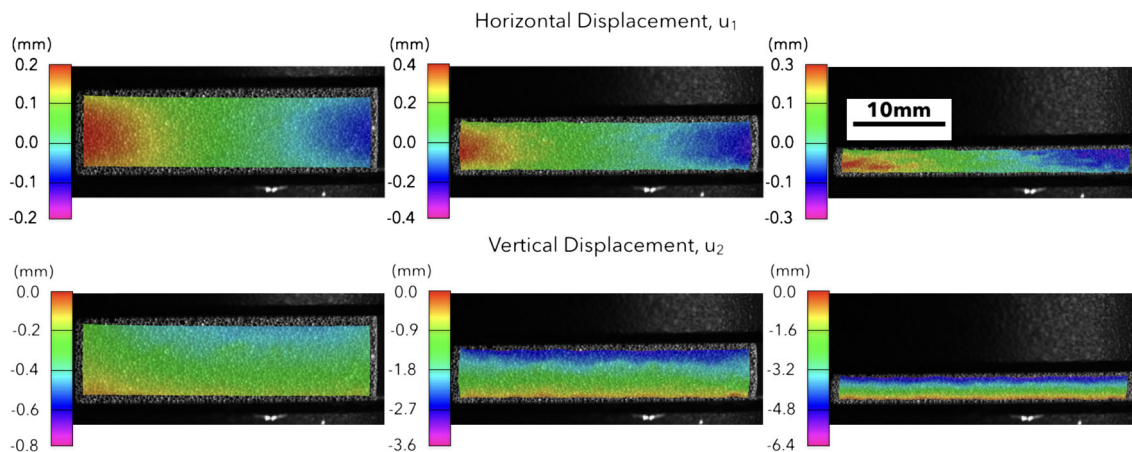 Horizontal Displacement, u₁
(mm) (mm) (mm)
0.2 0.4 0.3
0.1 0.2 0.1
0.0 0.0 0.0
-0.1 -0.2 -0.1
-0.2 -0.4 -0.3
10mm
Vertical Displacement, u₂
(mm) (mm) (mm)
0.0 0.0 0.0
-0.2 -0.9 -1.6
-0.4 -1.8 -3.2
-0.6 -2.7 -4.8
-0.8 -3.6 -6.4